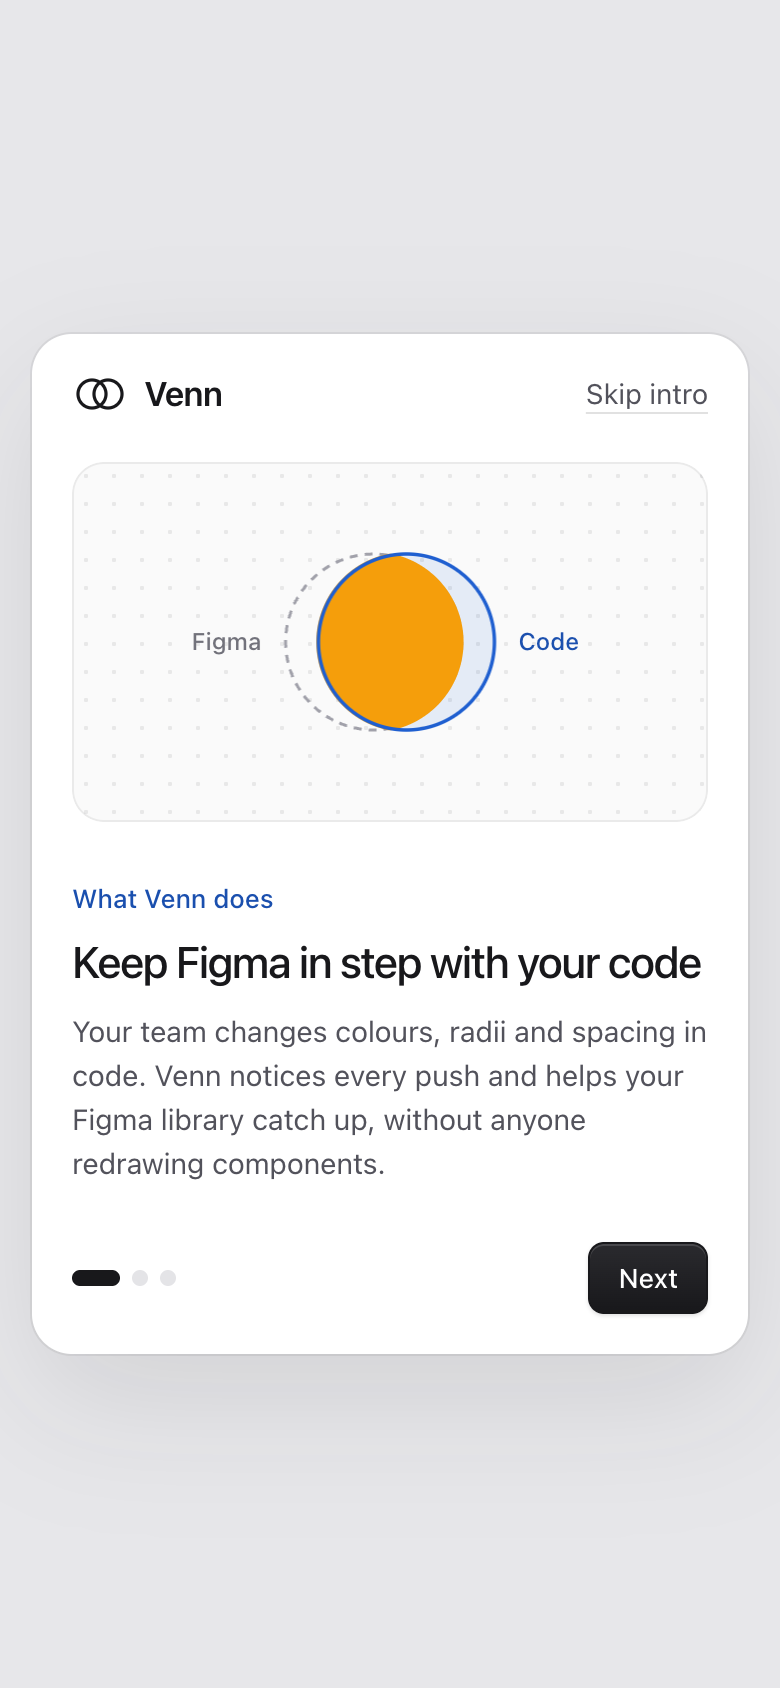 Venn
Skip intro
Figma
Code
What Venn does
Keep Figma in step with your code
Your team changes colours, radii and spacing in
code. Venn notices every push and helps your
Figma library catch up, without anyone
redrawing components.
Next